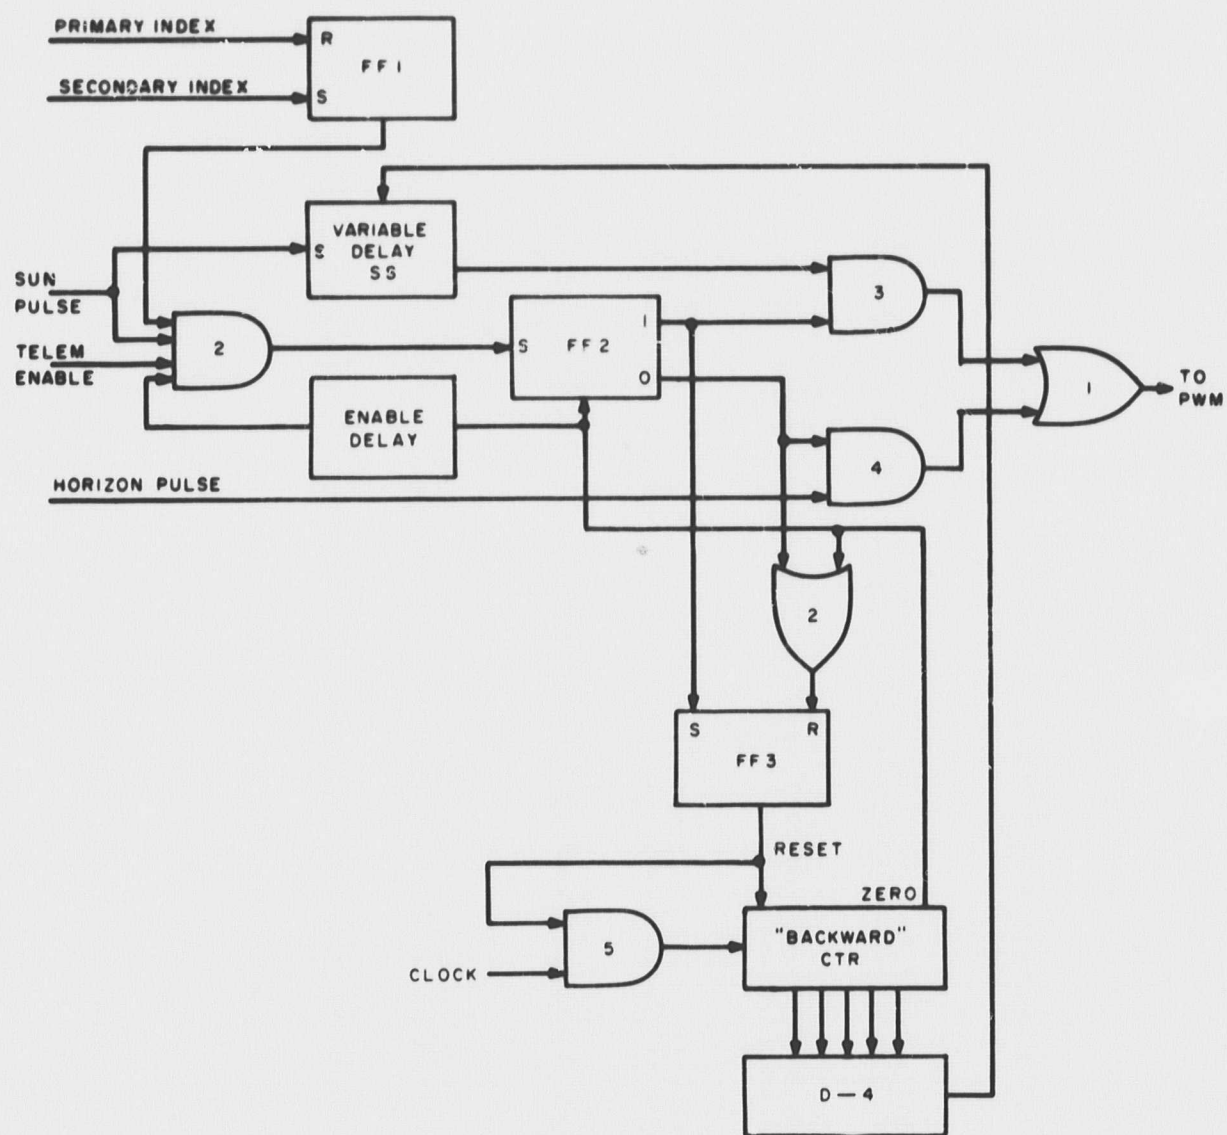 PRIMARY INDEX
R
FF 1
SECONDARY INDEX
S
VARIABLE
DELAY
SS
S
SUN
PULSE
3
2
S
FF 2
1
0
TELEM
ENABLE
1
TO
PWM
ENABLE
DELAY
4
HORIZON PULSE
2
S
R
FF 3
RESET
ZERO
5
"BACKWARD"
CTR
CLOCK
D — 4